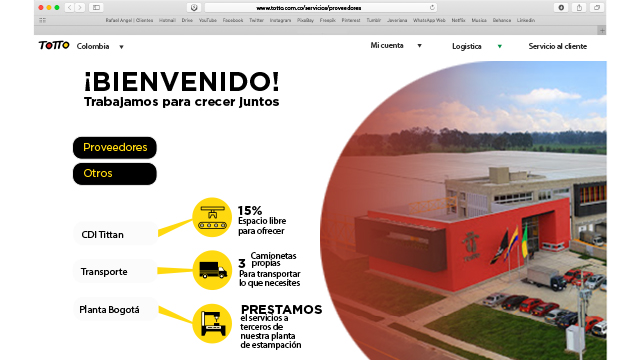 www.totto.com.co/servicios/proveedores
Rafael Angel | Clientes Hotmail Drive YouTube Facebook Twitter Instagram PixaBay Freepik Pinterest Tumblr Javeriana WhatsApp Web Netflix Musica Behance Linkedin
TOTTO Colombia Mi cuenta Logistica Servicio al cliente
¡BIENVENIDO!
Trabajamos para crecer juntos
Proveedores
Otros
CDI Tittan
15%
Espacio libre
para ofrecer
Transporte
3 Camionetas
propias
Para transportar
lo que necesites
Planta Bogotá
PRESTAMOS
el servicios a
terceros de
nuestra planta
de estampación